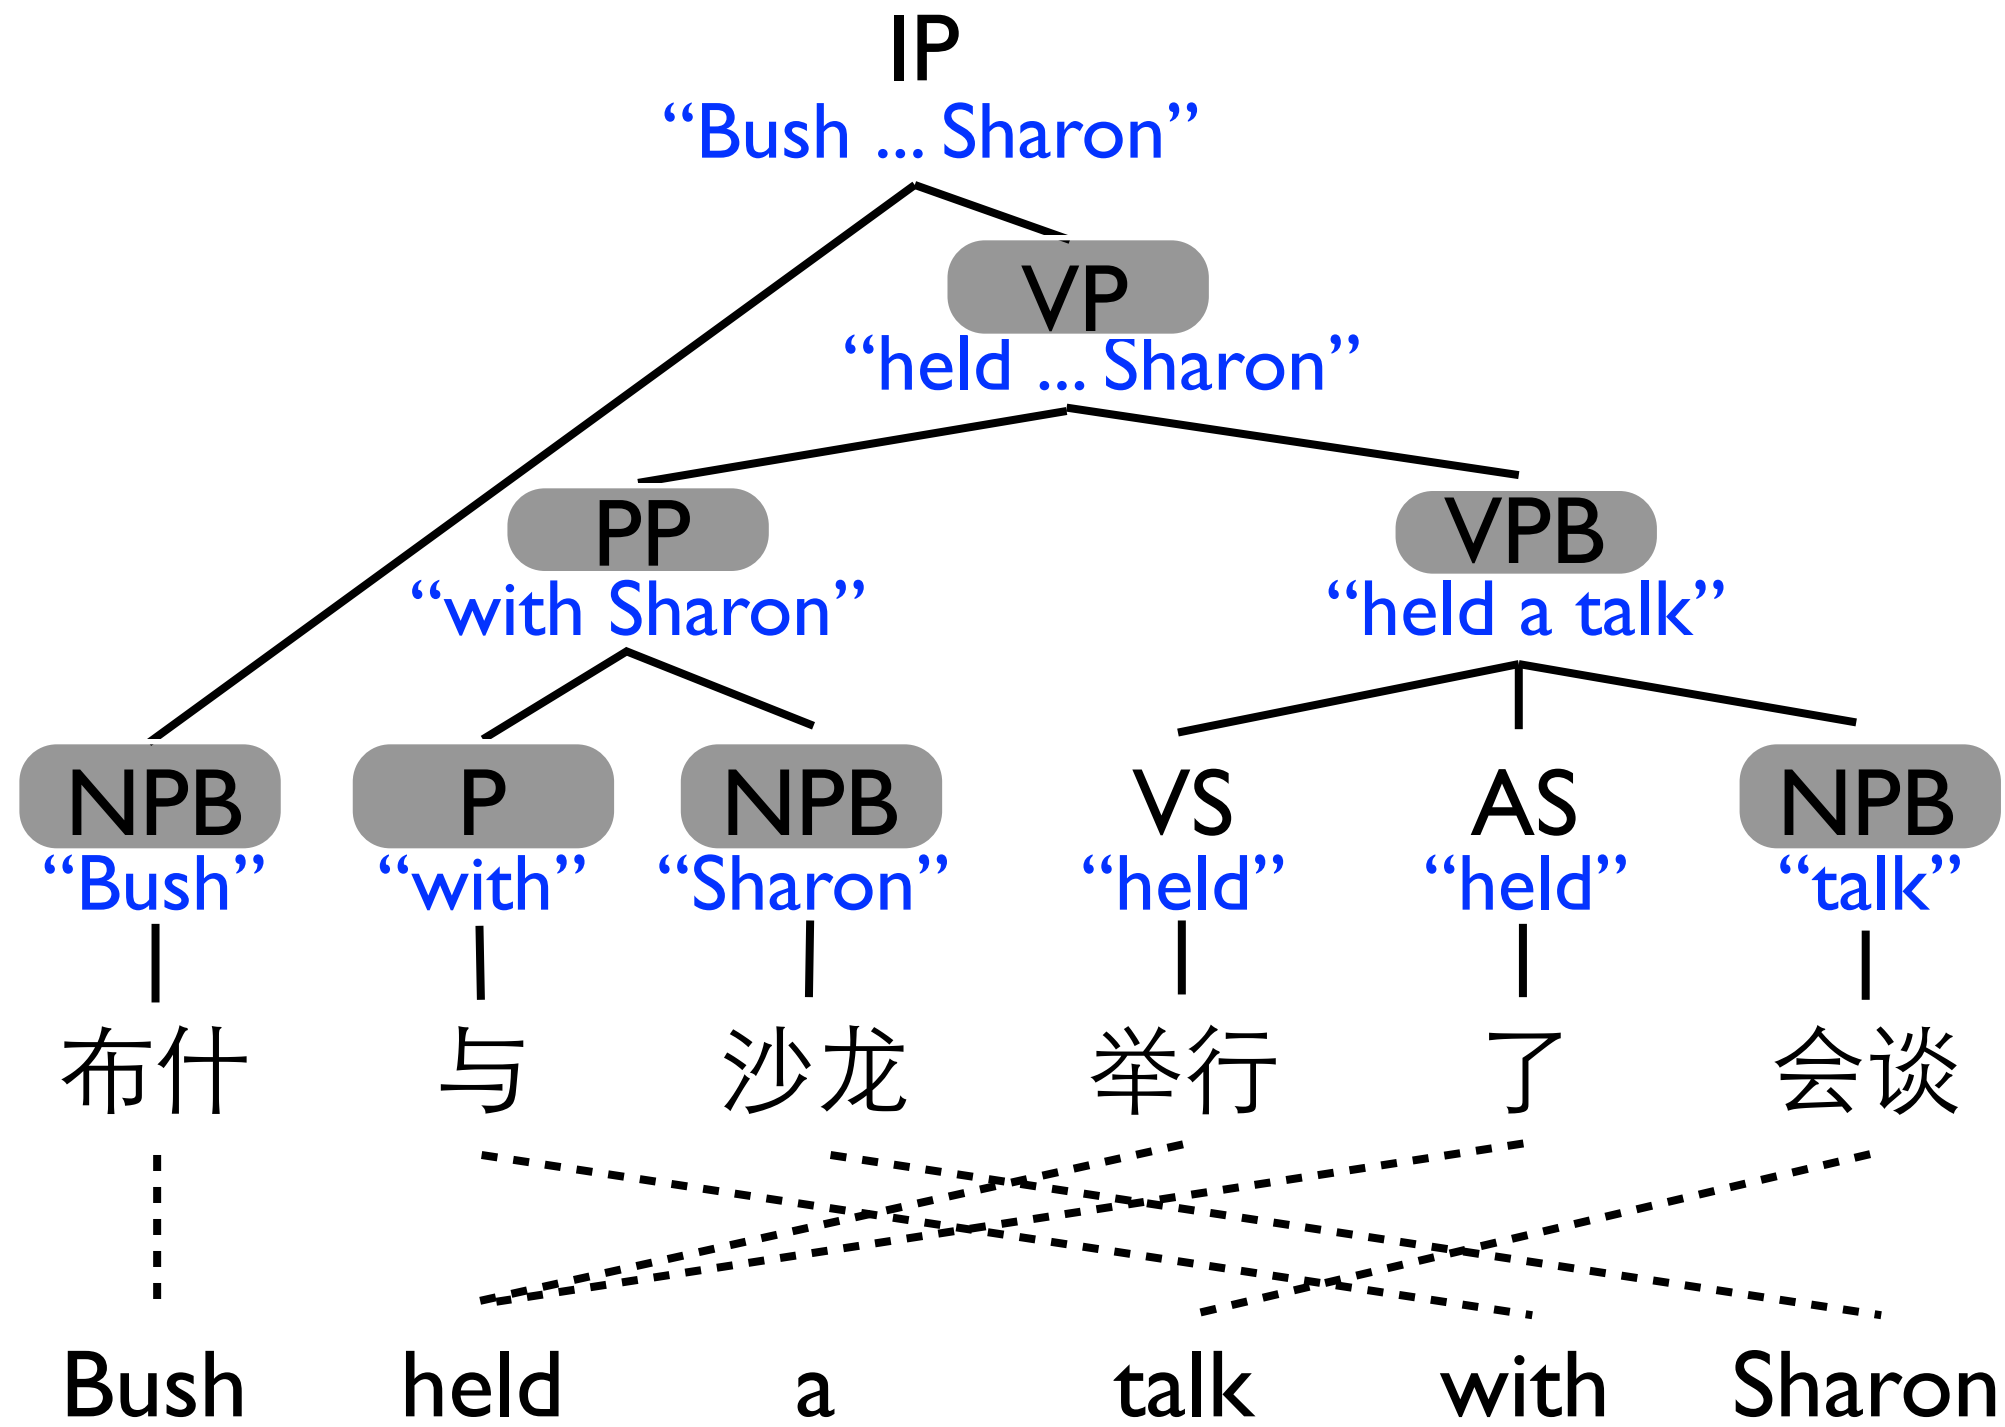 IP
“Bush ... Sharon”
VP
“held ... Sharon”
PP VPB
“with Sharon” “held a talk”
NPB P NPB VS AS NPB
“Bush” “with” “Sharon” “held” “held” “talk”
布什 与 沙龙 举行 了 会谈
Bush held a talk with Sharon